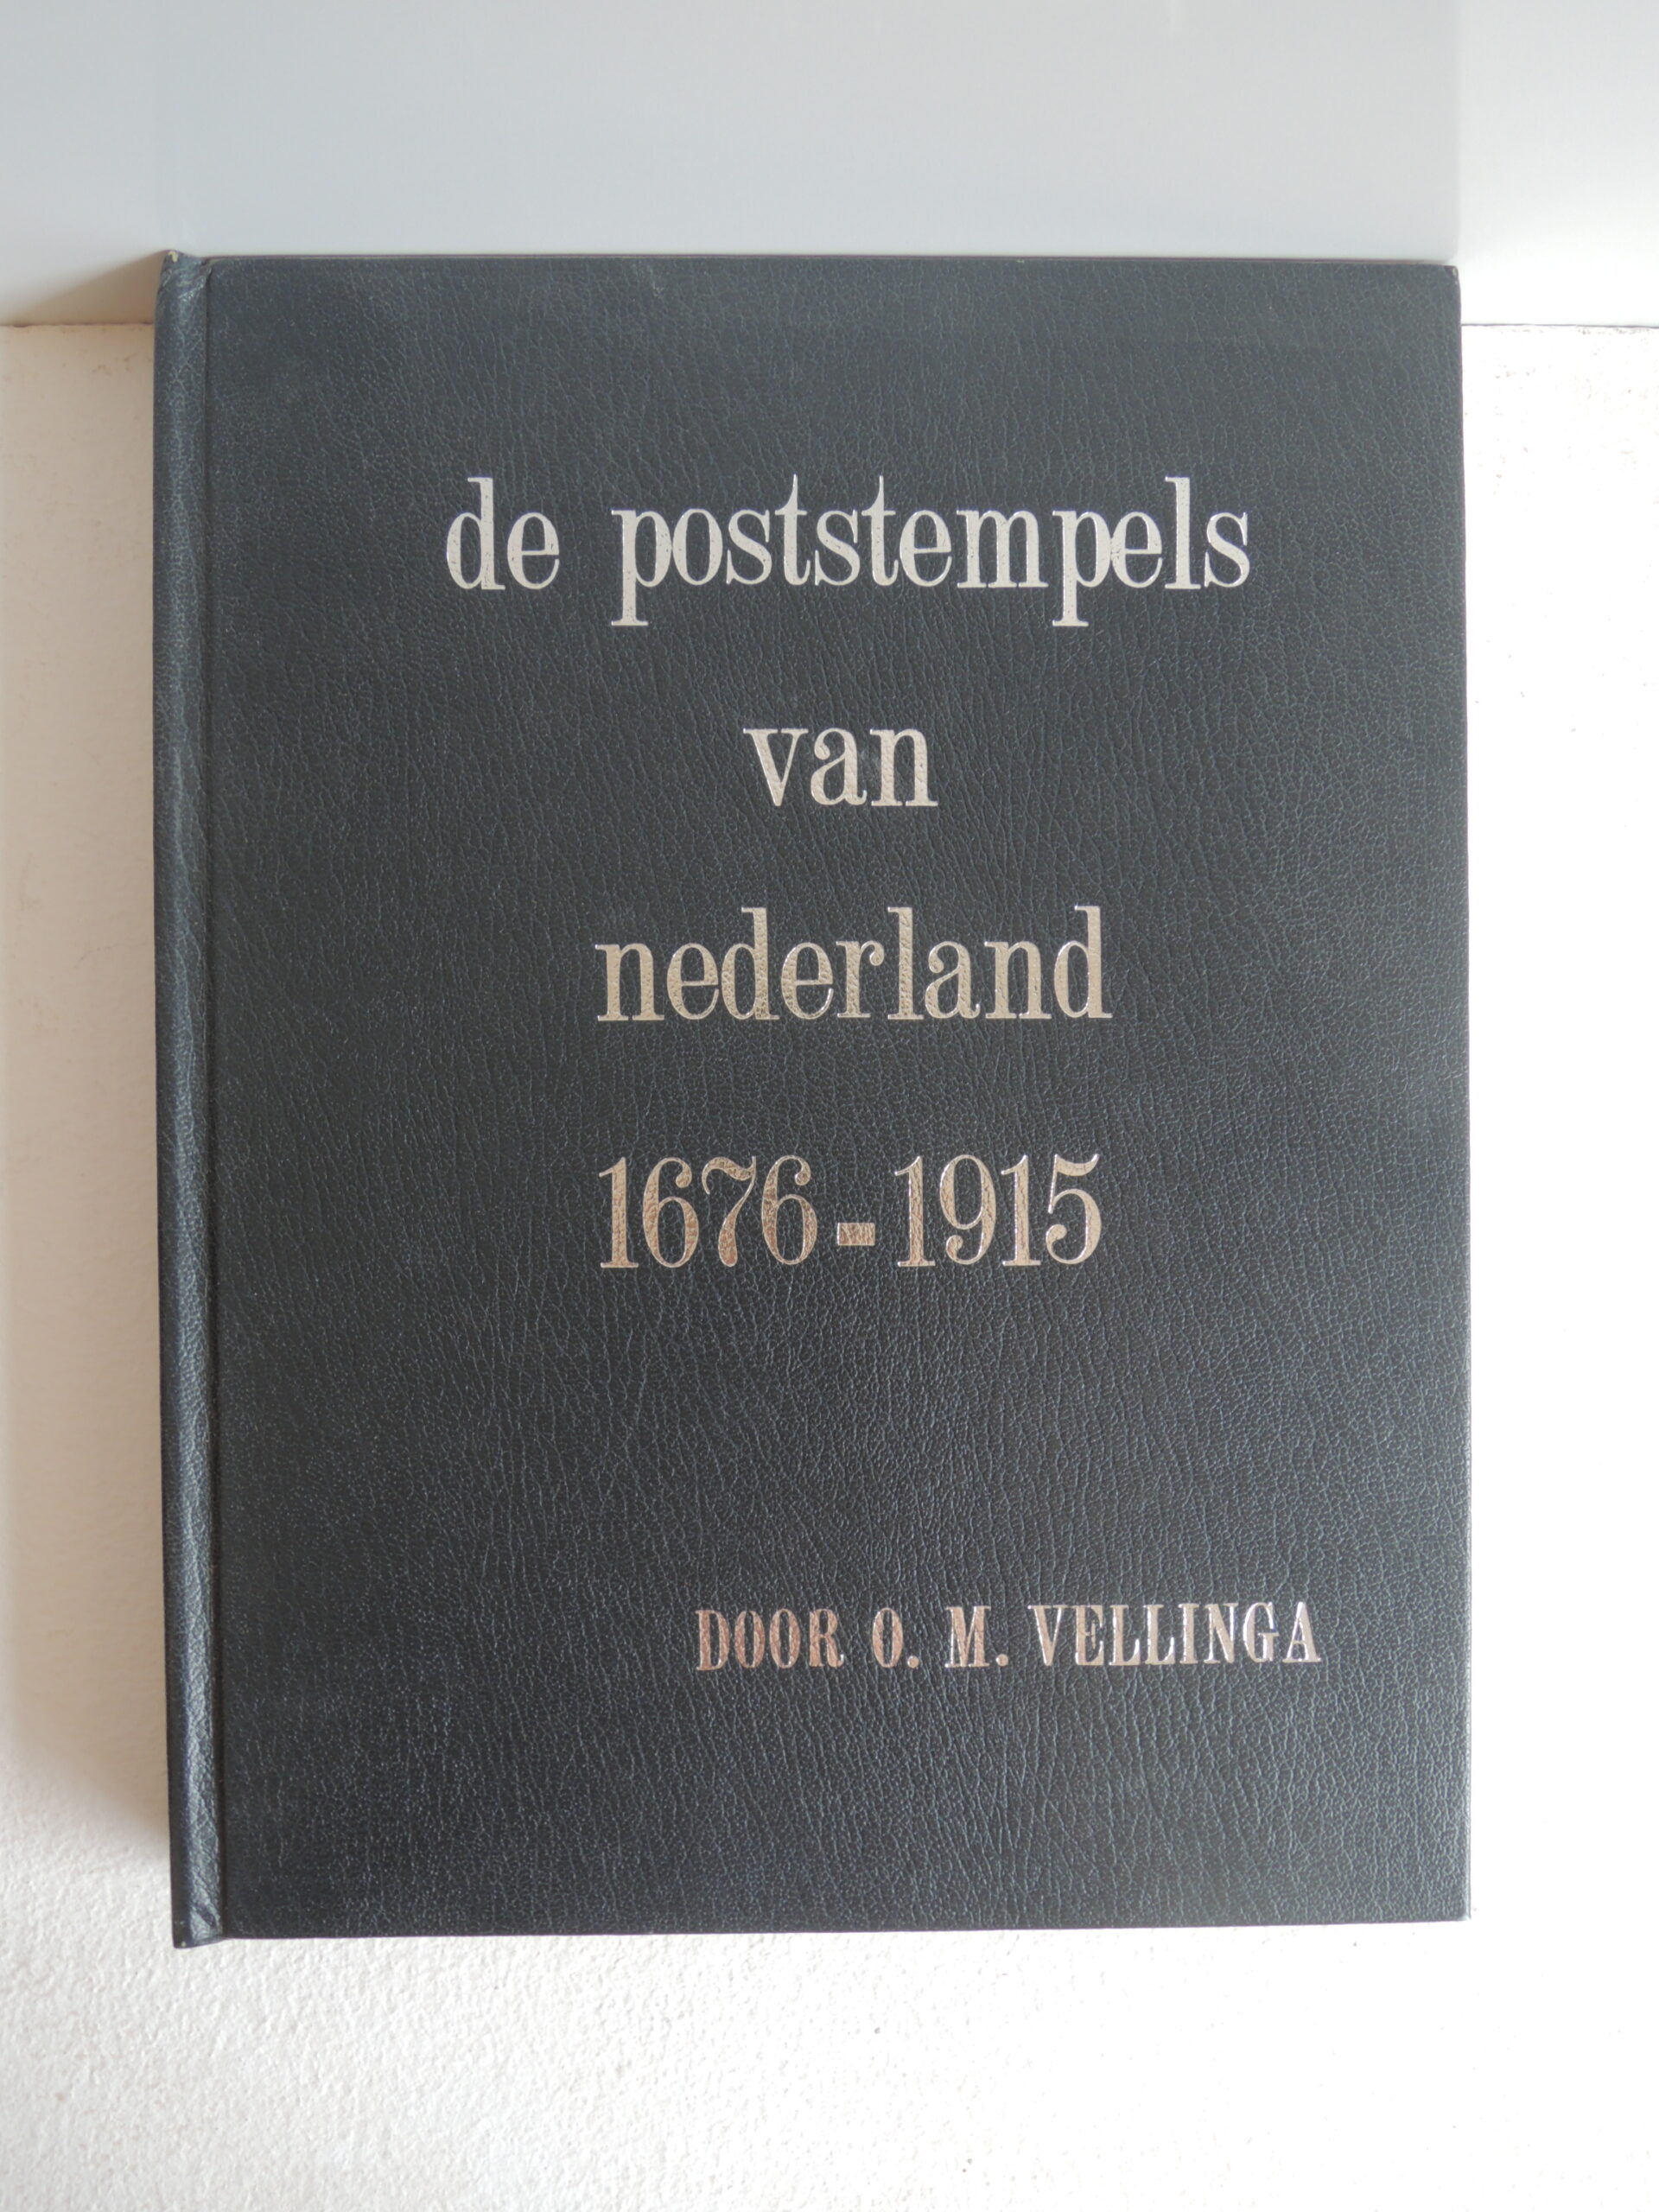 de poststempels
van
nederland
1676-1915
DOOR O. M. VELLINGA